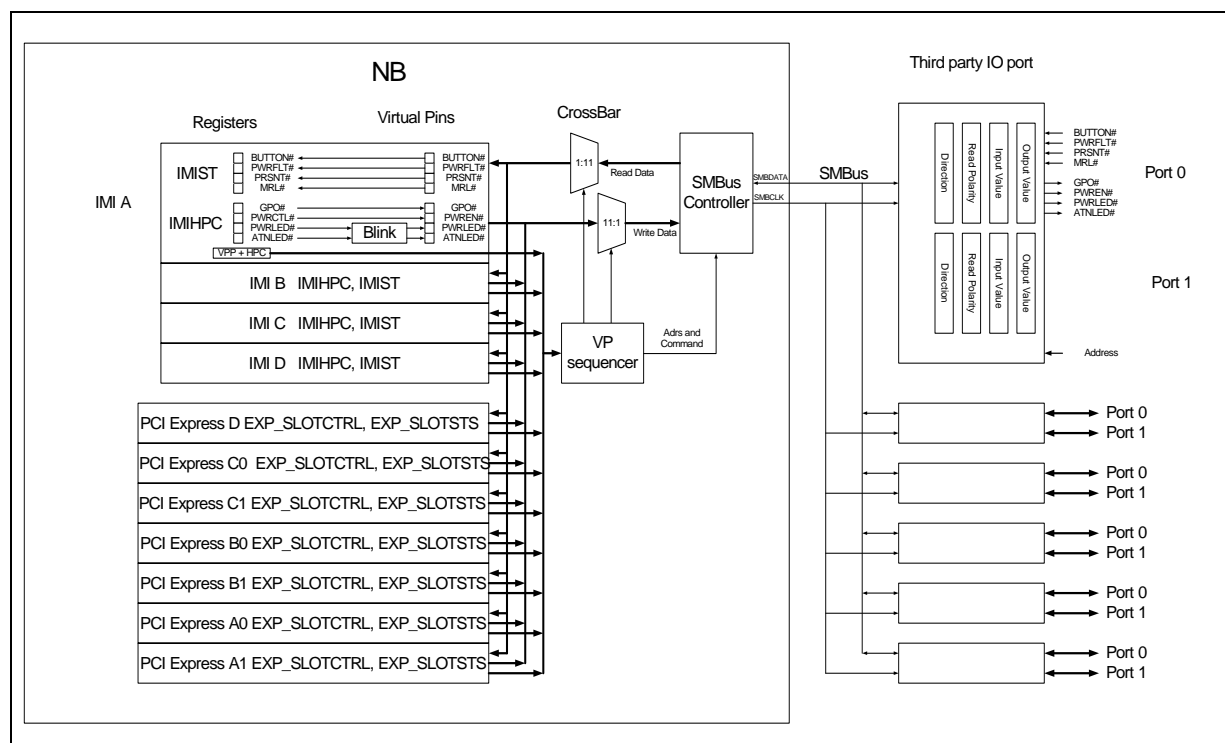 NB
Third party IO port
Registers
Virtual Pins
CrossBar
IMI A
IMIST
BUTTON#
PWRFLT#
PRSNT#
MRL#
BUTTON#
PWRFLT#
PRSNT#
MRL#
IMIHPC
GPO#
PWRCTL#
PWRLED#
ATNLED#
Blink
GPO#
PWREN#
PWRLED#
ATNLED#
VPP + HPC
IMI B IMIHPC, IMIST
IMI C IMIHPC, IMIST
IMI D IMIHPC, IMIST
1:11
Read Data
11:1
Write Data
SMBus
Controller
VP
sequencer
Adrs and
Command
SMBDATA
SMBCLK
SMBus
Direction
Read Polarity
Input Value
Output Value
BUTTON#
PWRFLT#
PRSNT#
MRL#
GPO#
PWREN#
PWRLED#
ATNLED#
Port 0
Direction
Read Polarity
Input Value
Output Value
Port 1
Address
PCI Express D EXP_SLOTCTRL, EXP_SLOTSTS
PCI Express C0 EXP_SLOTCTRL, EXP_SLOTSTS
PCI Express C1 EXP_SLOTCTRL, EXP_SLOTSTS
PCI Express B0 EXP_SLOTCTRL, EXP_SLOTSTS
PCI Express B1 EXP_SLOTCTRL, EXP_SLOTSTS
PCI Express A0 EXP_SLOTCTRL, EXP_SLOTSTS
PCI Express A1 EXP_SLOTCTRL, EXP_SLOTSTS
Port 0
Port 1
Port 0
Port 1
Port 0
Port 1
Port 0
Port 1
Port 0
Port 1